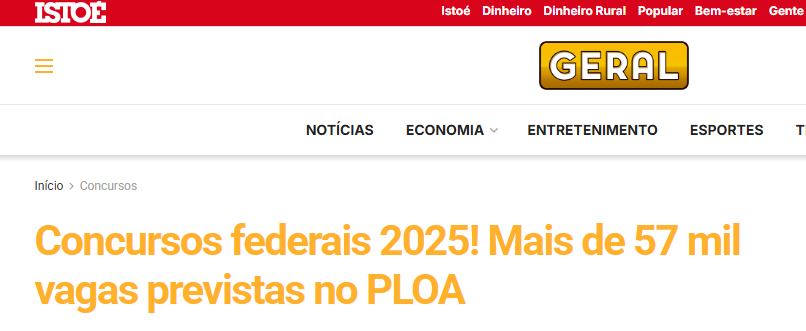 ISTOÉ
Istoé Dinheiro Dinheiro Rural Popular Bem-estar Gente
GERAL
NOTÍCIAS ECONOMIA ENTRETENIMENTO ESPORTES
Início > Concursos
Concursos federais 2025! Mais de 57 mil
vagas previstas no PLOA